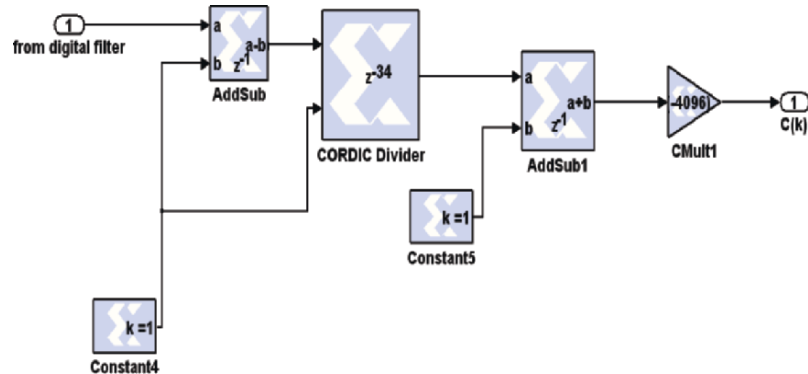 1
from digital filter
a
b
a-b
z-1
AddSub
z-34
CORDIC Divider
a
b
a+b
z-1
AddSub1
-4096)
CMult1
1
C(k)
k =1
Constant5
k =1
Constant4